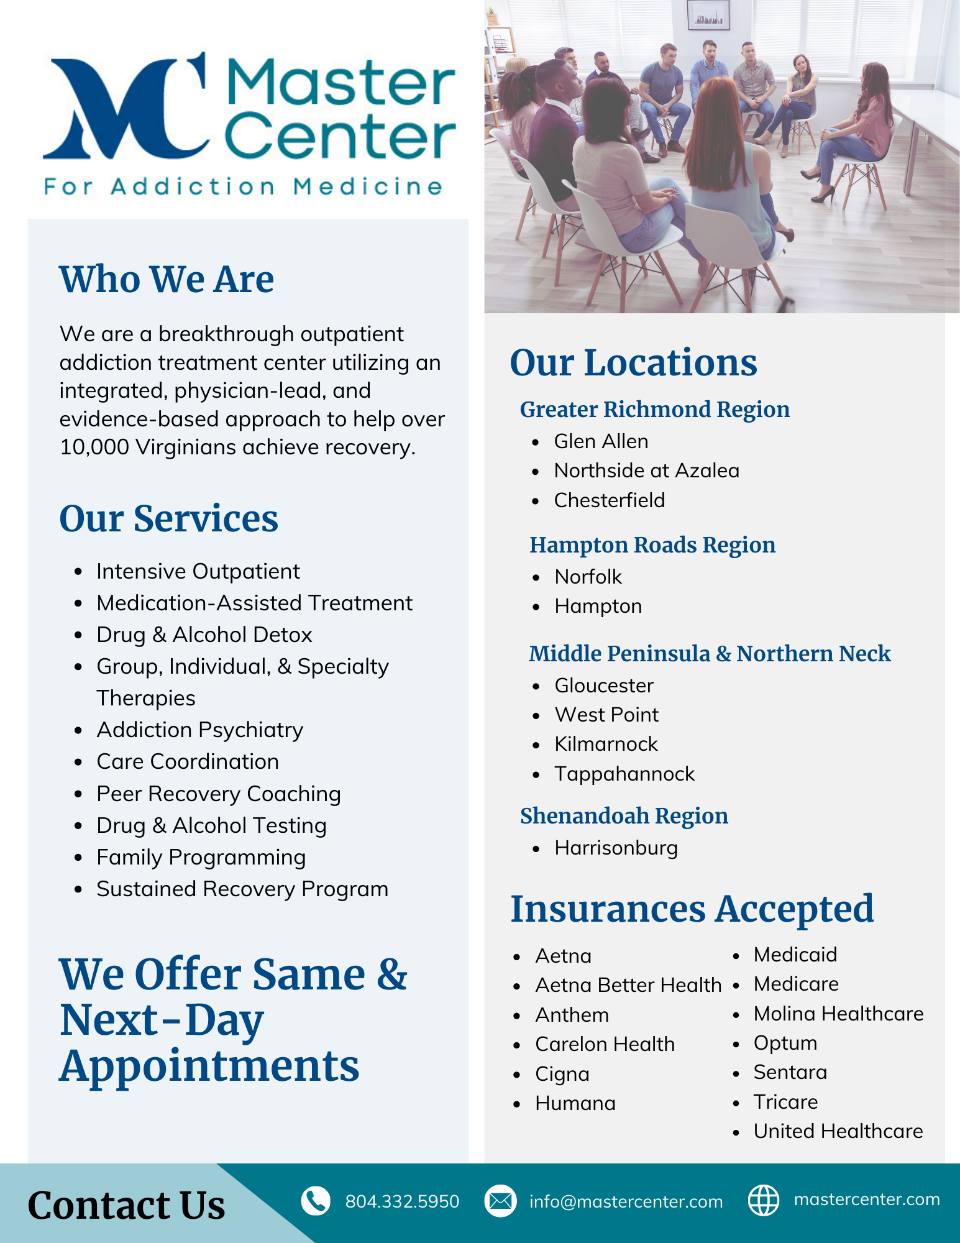 MC Master
Center
For Addiction Medicine
Who We Are
We are a breakthrough outpatient
addiction treatment center utilizing an
integrated, physician-lead, and
evidence-based approach to help over
10,000 Virginians achieve recovery.
Our Services
• Intensive Outpatient
• Medication-Assisted Treatment
• Drug & Alcohol Detox
• Group, Individual, & Specialty
Therapies
• Addiction Psychiatry
• Care Coordination
• Peer Recovery Coaching
• Drug & Alcohol Testing
• Family Programming
• Sustained Recovery Program
We Offer Same &
Next-Day
Appointments
Our Locations
Greater Richmond Region
• Glen Allen
• Northside at Azalea
• Chesterfield
Hampton Roads Region
• Norfolk
• Hampton
Middle Peninsula & Northern Neck
• Gloucester
• West Point
• Kilmarnock
• Tappahannock
Shenandoah Region
• Harrisonburg
Insurances Accepted
• Aetna
• Aetna Better Health
• Anthem
• Carelon Health
• Cigna
• Humana
• Medicaid
• Medicare
• Molina Healthcare
• Optum
• Sentara
• Tricare
• United Healthcare
Contact Us
804.332.5950
info@mastercenter.com
mastercenter.com